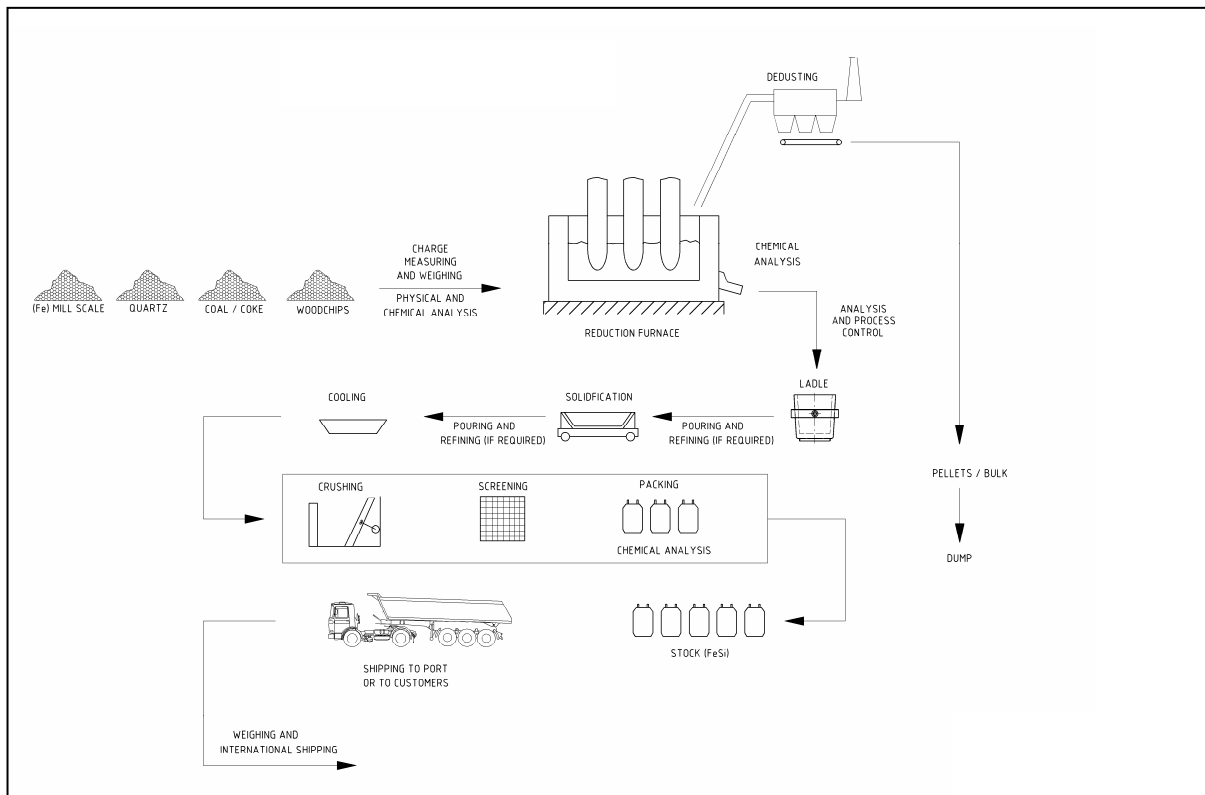 DEDUSTING
CHARGE
MEASURING
AND WEIGHING
PHYSICAL AND
CHEMICAL ANALYSIS
(Fe) MILL SCALE
QUARTZ
COAL / COKE
WOODCHIPS
REDUCTION FURNACE
CHEMICAL
ANALYSIS
ANALYSIS
AND PROCESS
CONTROL
LADLE
COOLING
SOLIDFICATION
POURING AND
REFINING (IF REQUIRED)
POURING AND
REFINING (IF REQUIRED)
PELLETS / BULK
DUMP
CRUSHING
SCREENING
PACKING
CHEMICAL ANALYSIS
STOCK (FeSi)
SHIPPING TO PORT
OR TO CUSTOMERS
WEIGHING AND
INTERNATIONAL SHIPPING